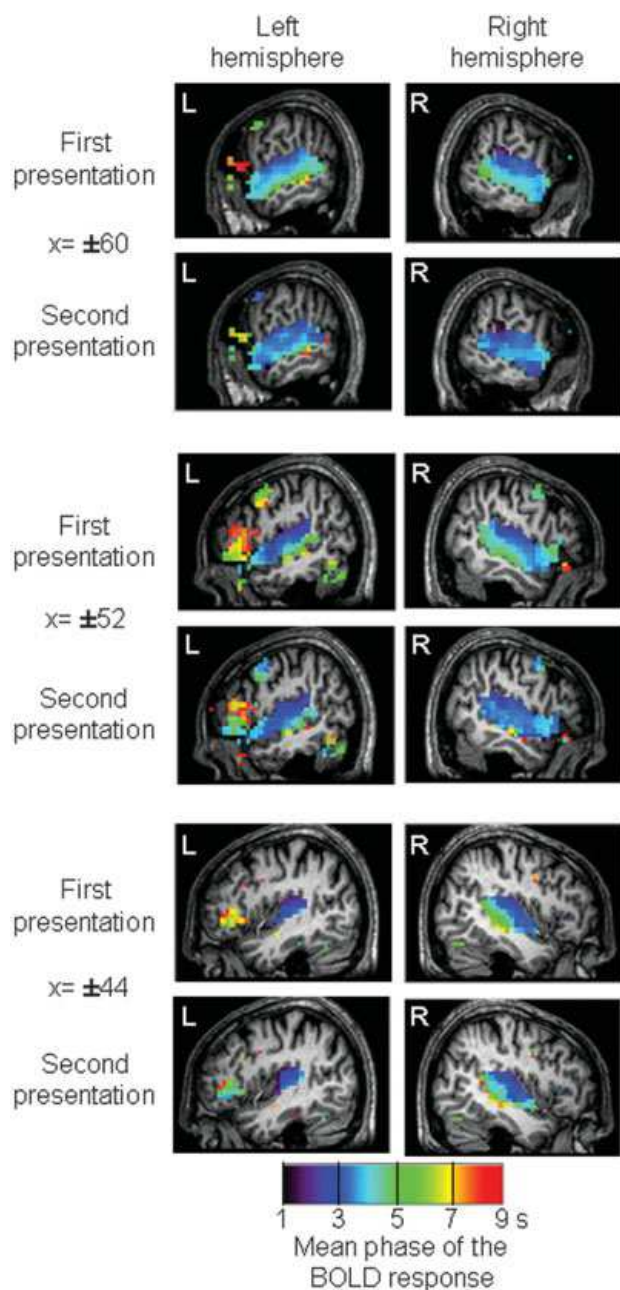 Left
hemisphere
Right
hemisphere
L
R
First
presentation
x= ±60
Second
presentation
L
R
First
presentation
x= ±52
Second
presentation
L
R
First
presentation
x= ±44
L
R
Second
presentation
1 3 5 7 9 s
Mean phase of the
BOLD response